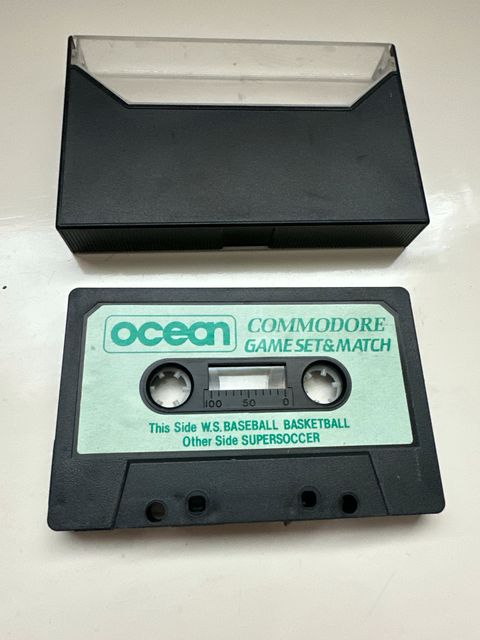 ocean
COMMODORE
GAME SET & MATCH
100 50 0
This Side W.S. BASEBALL BASKETBALL
Other Side SUPERSOCCER